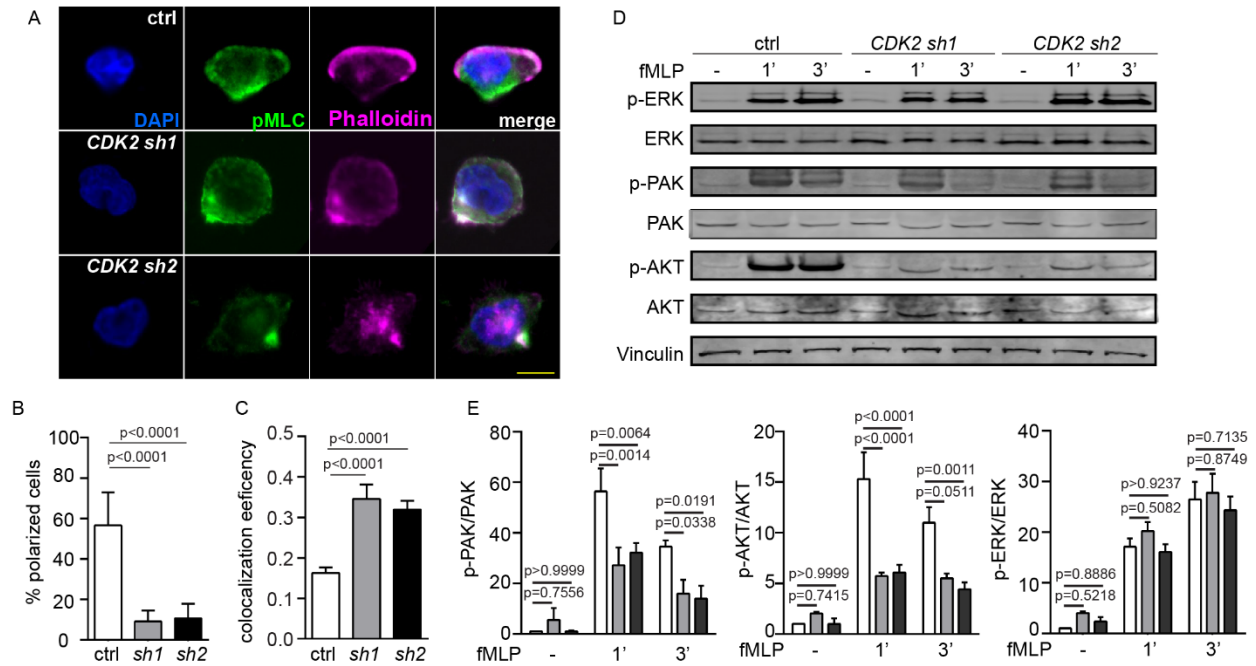 A
ctrl
DAPI
pMLC
Phalloidin
merge
CDK2 sh1
CDK2 sh2
B
% polarized cells
100
80
60
40
20
0
p<0.0001
p<0.0001
ctrl sh1 sh2
C
colocalization eeficency
0.5
0.4
0.3
0.2
0.1
0.0
p<0.0001
p<0.0001
ctrl sh1 sh2
D
ctrl CDK2 sh1 CDK2 sh2
fMLP - 1' 3' - 1' 3' - 1' 3'
p-ERK
ERK
p-PAK
PAK
p-AKT
AKT
Vinculin
E
p-PAK/PAK
80
60
40
20
0
p>0.9999
p=0.7556
p=0.0064
p=0.0014
p=0.0191
p=0.0338
fMLP - 1' 3'
p-AKT/AKT
20
15
10
5
0
p>0.9999
p=0.7415
p<0.0001
p<0.0001
p=0.0011
p=0.0511
- 1' 3'
p-ERK/ERK
40
30
20
10
0
p=0.8886
p=0.5218
p>0.9237
p=0.5082
p=0.7135
p=0.8749
fMLP - 1' 3'